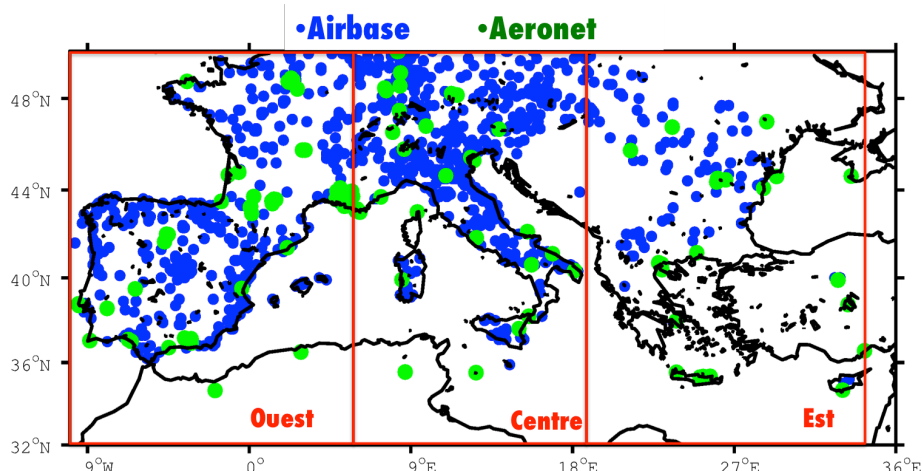 •Airbase •Aeronet
48°N
44°N
40°N
36°N
32°N
Ouest Centre Est
9°W 0° 9°E 18°E 27°E 36°E